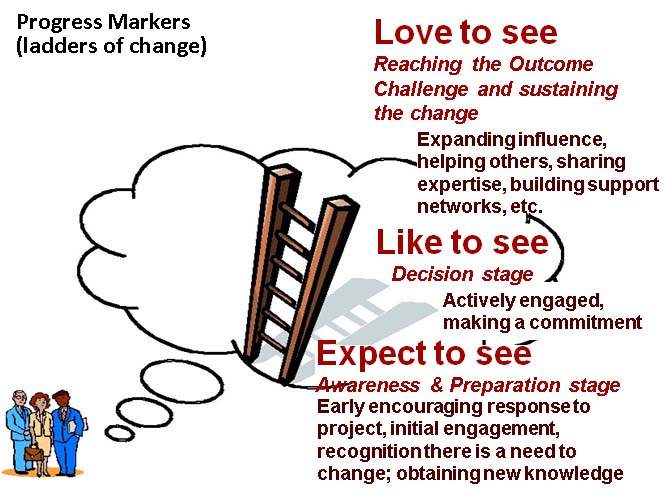 Progress Markers
(ladders of change)
Love to see
Reaching the Outcome
Challenge and sustaining
the change
Expanding influence,
helping others, sharing
expertise, building support
networks, etc.
Like to see
Decision stage
Actively engaged,
making a commitment
Expect to see
Awareness & Preparation stage
Early encouraging response to
project, initial engagement,
recognition there is a need to
change; obtaining new knowledge